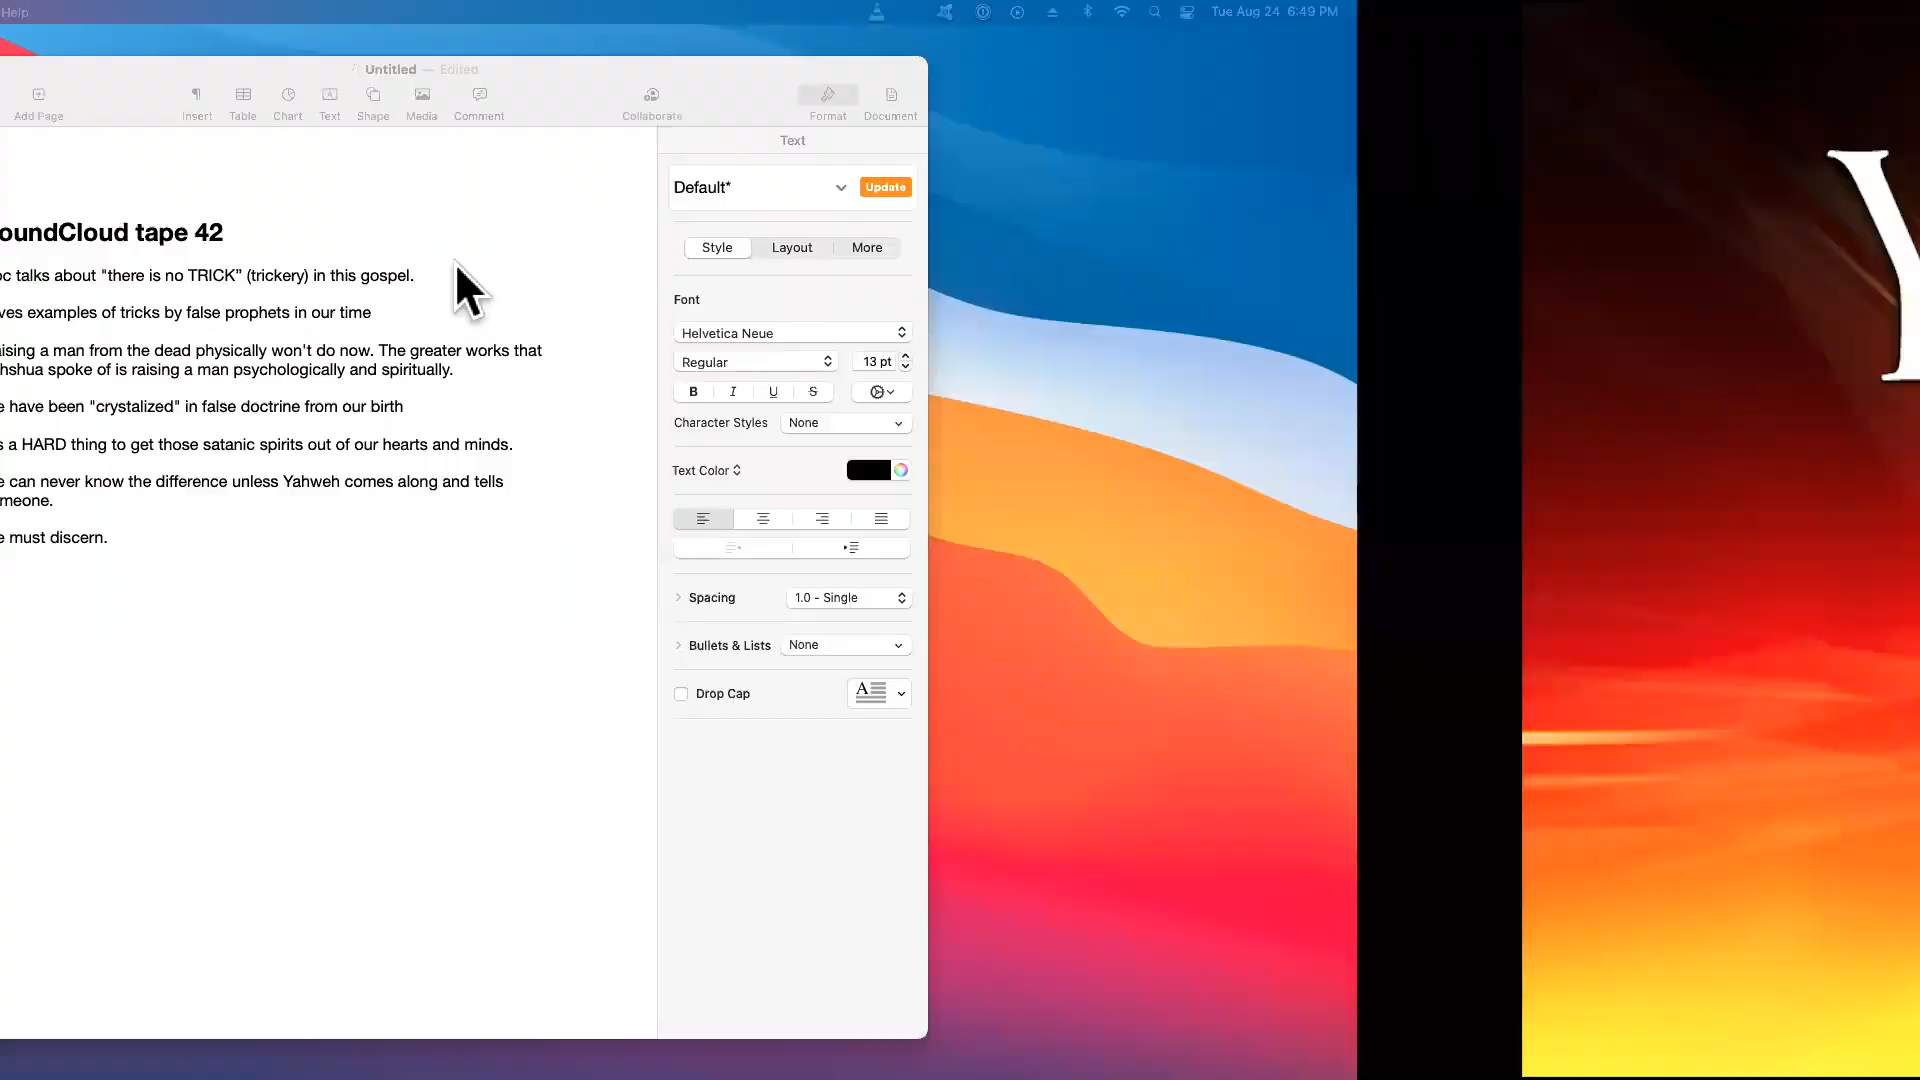 Help
Tue Aug 24 6:49 PM
Untitled — Edited
Add Page
Insert
Table
Chart
Text
Shape
Media
Comment
Collaborate
Format
Document
Text
Default*
Update
Style
Layout
More
oundCloud tape 42
oc talks about "there is no TRICK” (trickery) in this gospel.
ves examples of tricks by false prophets in our time
aising a man from the dead physically won't do now. The greater works that
hshua spoke of is raising a man psychologically and spiritually.
e have been "crystalized" in false doctrine from our birth
s a HARD thing to get those satanic spirits out of our hearts and minds.
e can never know the difference unless Yahweh comes along and tells
meone.
e must discern.
Font
Helvetica Neue
Regular
13 pt
B I U S
Character Styles
None
Text Color
Spacing
1.0 - Single
Bullets & Lists
None
Drop Cap
A
Y